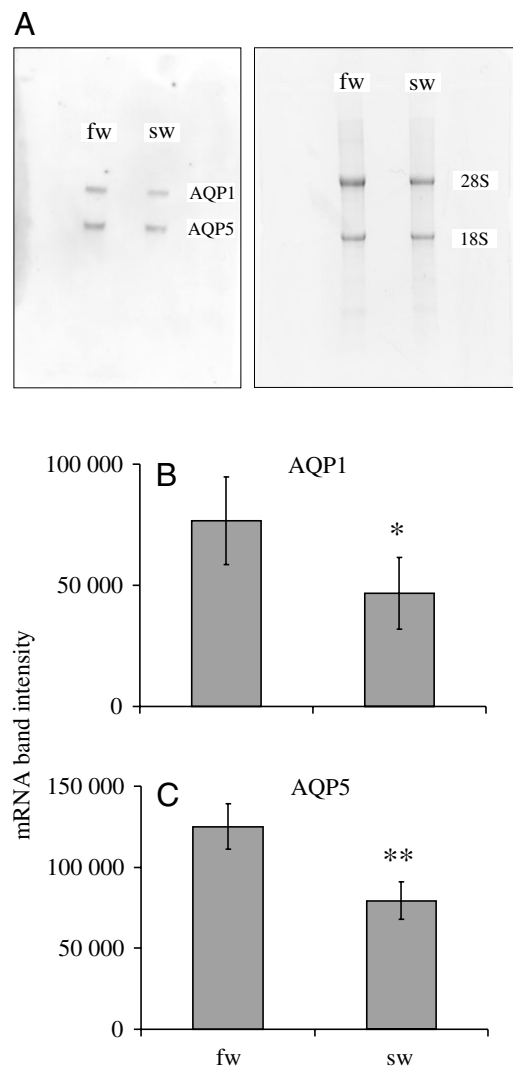 A
fw sw
AQP1
AQP5
fw sw
28S
18S
B AQP1
100 000
*
50 000
0
mRNA band intensity
C AQP5
150 000
**
100 000
50 000
0
fw sw